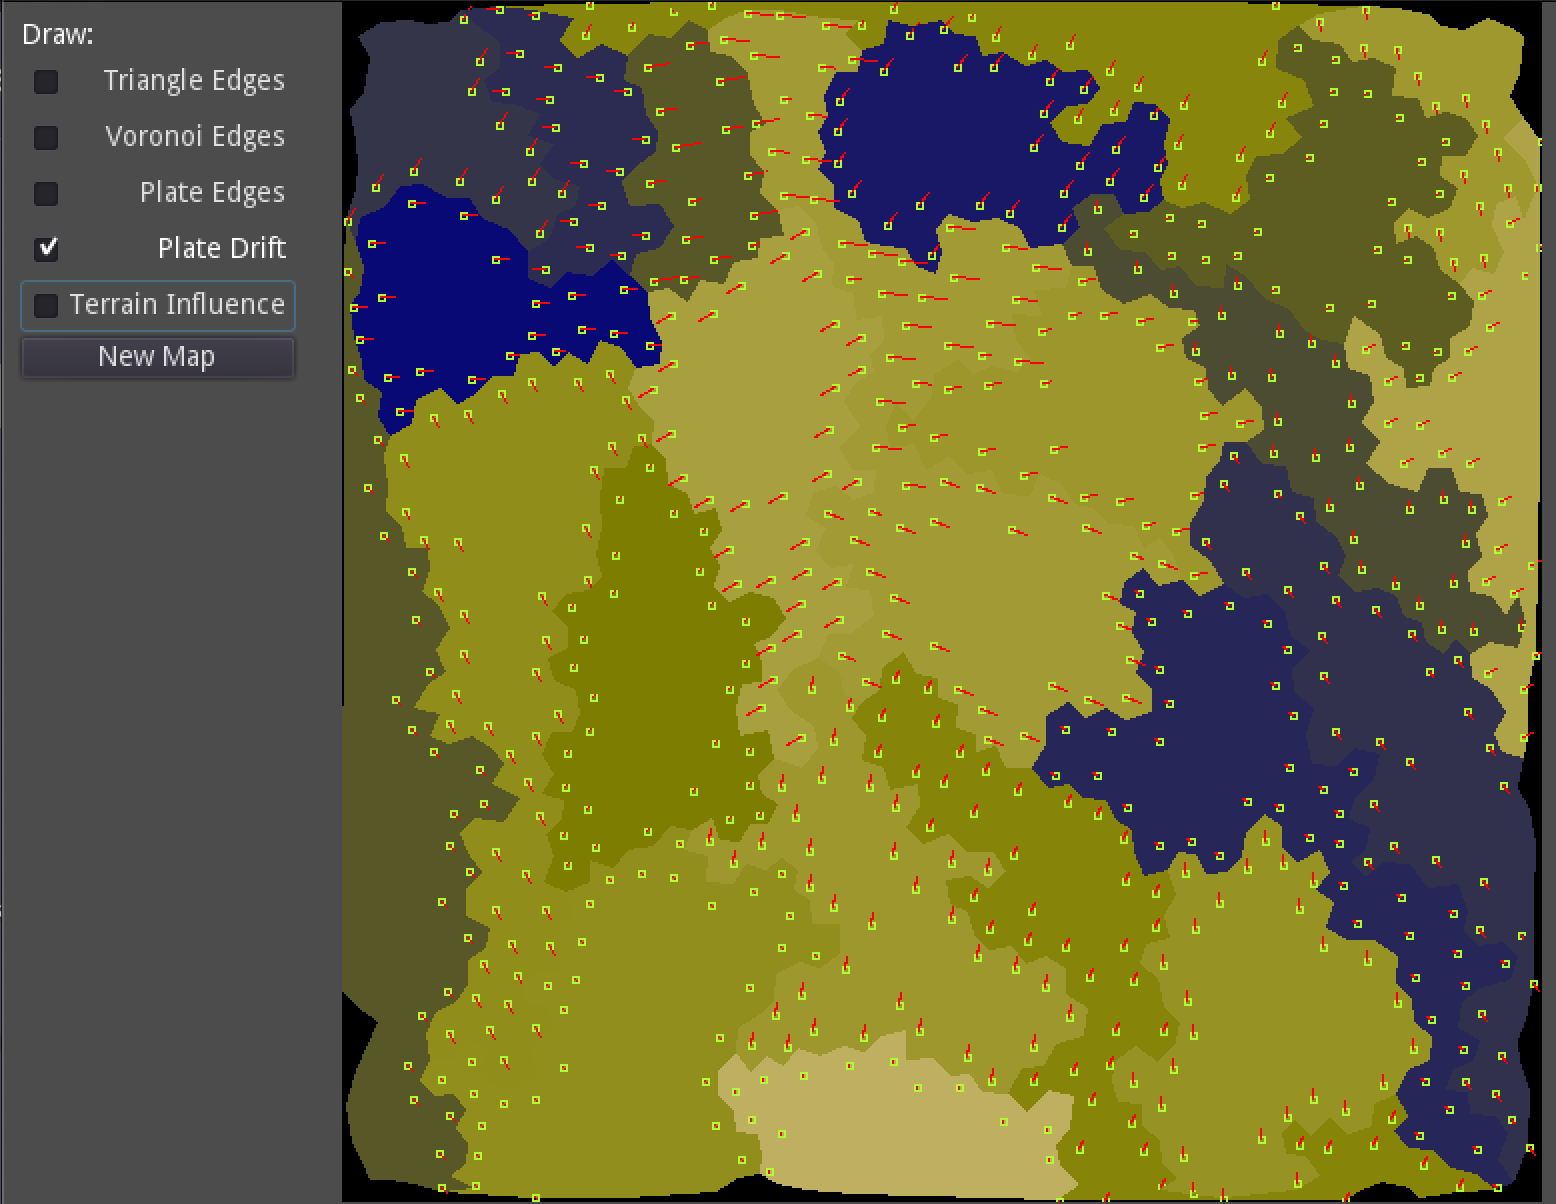 Draw:
Triangle Edges
Voronoi Edges
Plate Edges
Plate Drift
Terrain Influence
New Map